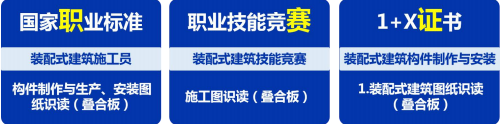 国家职业标准
装配式建筑施工员
构件制作与生产、安装图
纸识读（叠合板）
职业技能竞赛
装配式建筑技能竞赛
施工图识读（叠合板）
1+X证书
装配式建筑构件制作与安装
1.装配式建筑图纸识读
（叠合板）